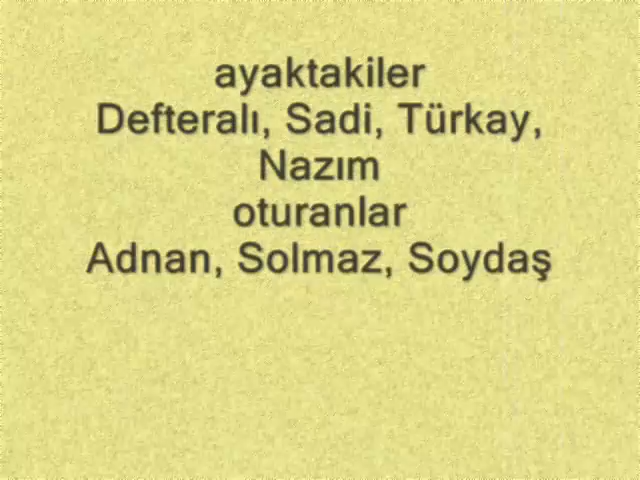 ayaktakiler
Defteralı, Sadi, Türkay,
Nazım
oturanlar
Adnan, Solmaz, Soydaş